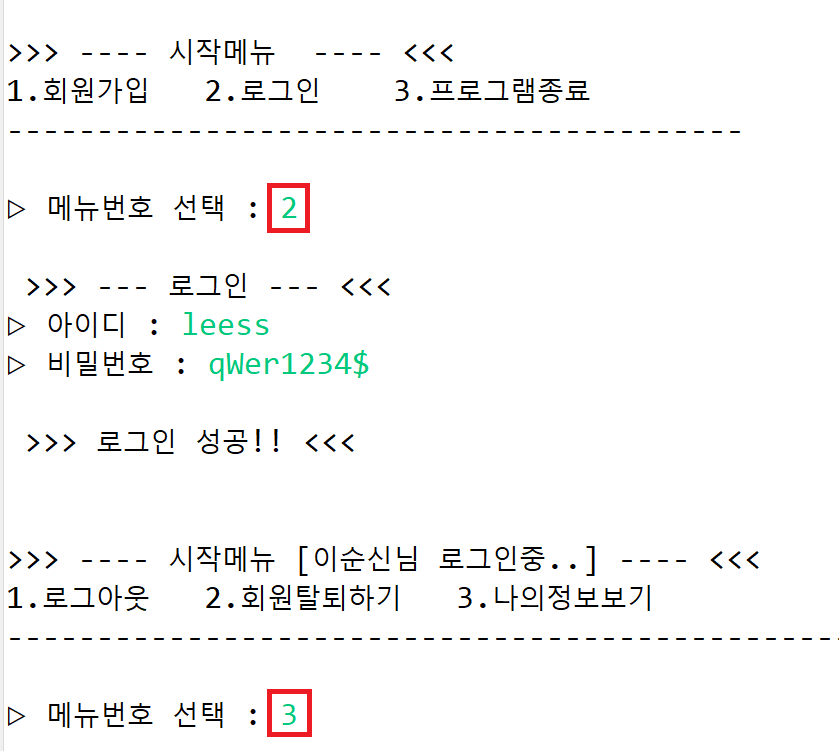 >>> ---- 시작메뉴  ---- <<<
1.회원가입   2.로그인    3.프로그램종료
-----------------------------------------
▷ 메뉴번호 선택 : 2
>>> --- 로그인 --- <<<
▷ 아이디 : leess
▷ 비밀번호 : qWer1234$
>>> 로그인 성공!! <<<
>>> ---- 시작메뉴 [이순신님 로그인중..] ---- <<<
1.로그아웃   2.회원탈퇴하기   3.나의정보보기
-----------------------------------------------
▷ 메뉴번호 선택 : 3